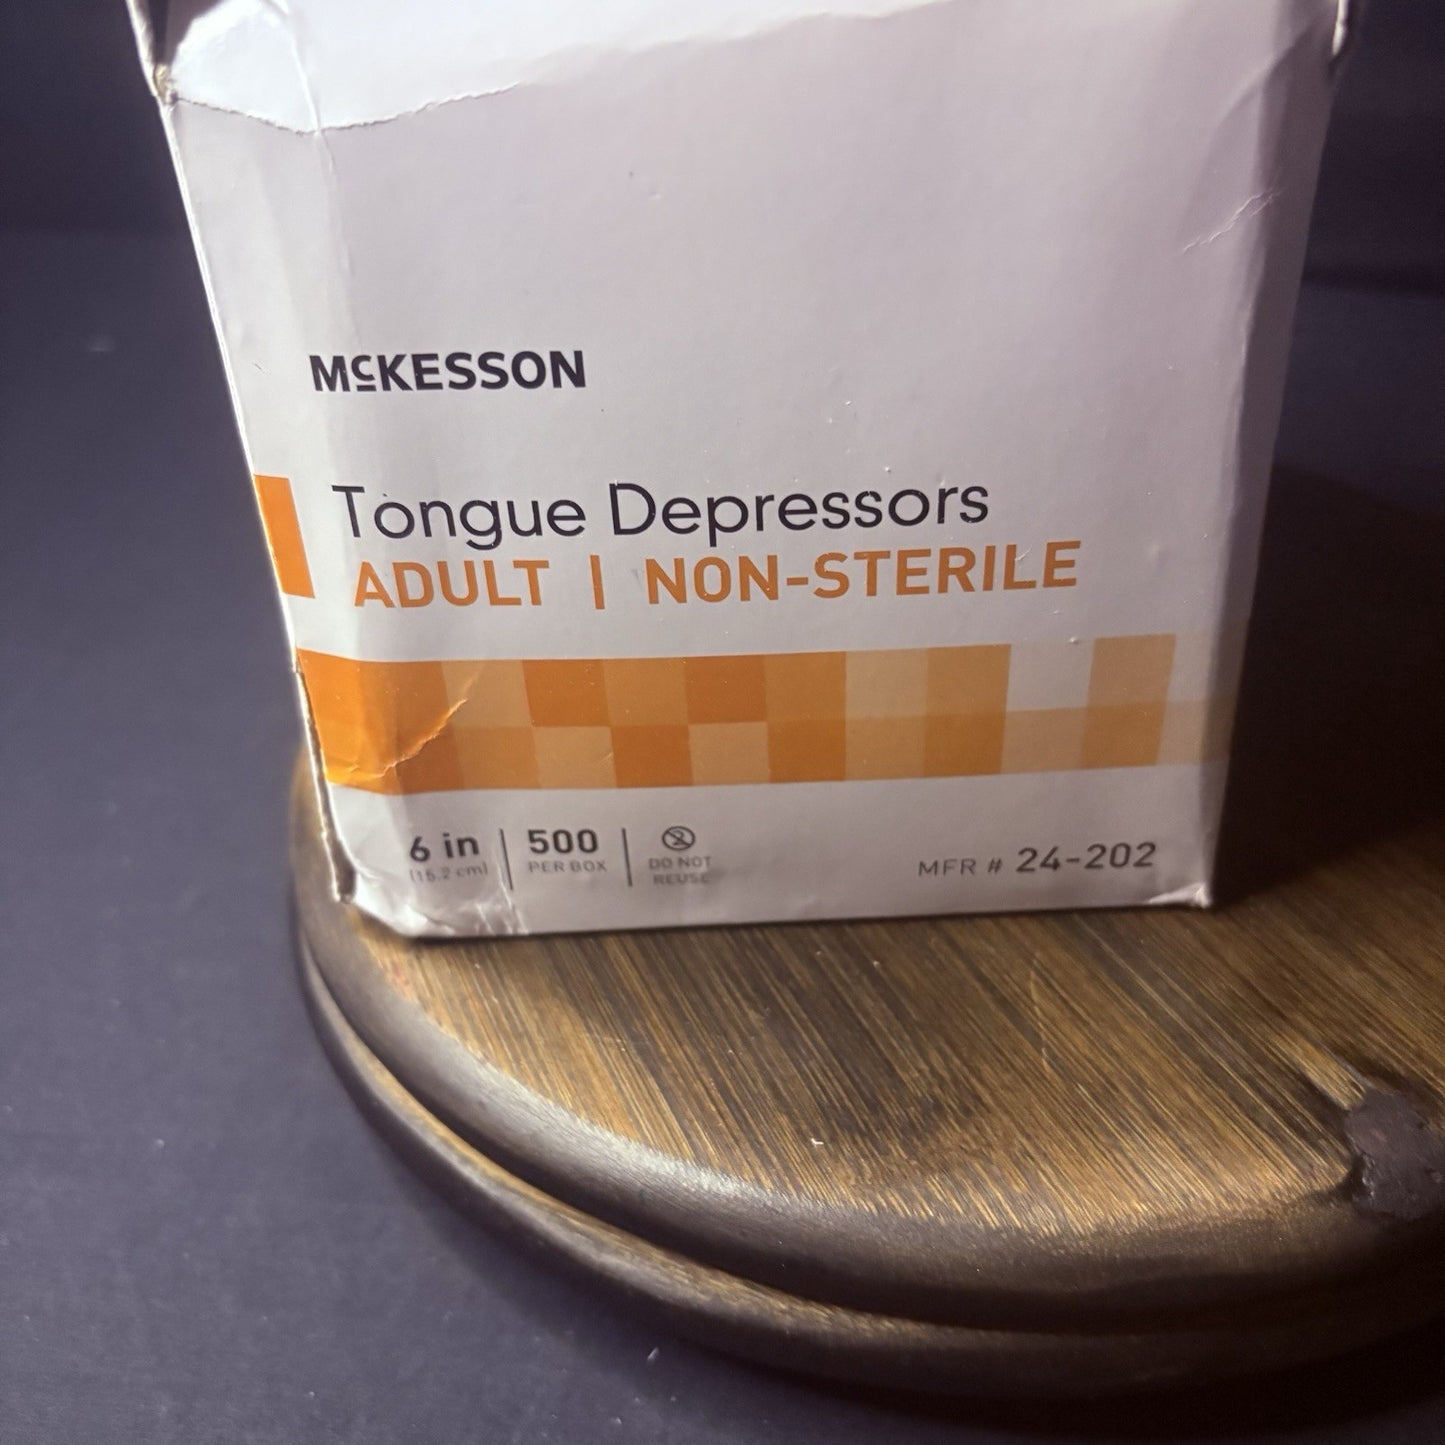 McKESSON
Tongue Depressors
ADULT | NON-STERILE
6 in
(15.2 cm)
500
PER BOX
DO NOT
REUSE
MFR # 24-202